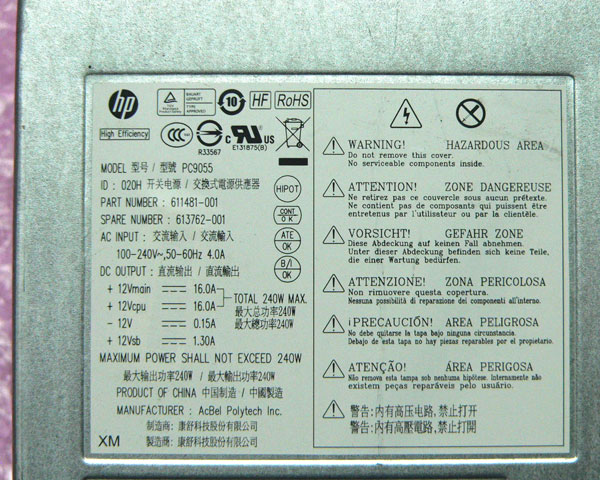 hp
BAUART GEPRÜFT
TYPE APPROVED
10
HF
RoHS
High Efficiency
CCC
R33567
C UL US
E131875(B)
MODEL 型号 / 型號 PC9055
ID : 020H 开关电源 / 交換式電源供應器
PART NUMBER : 611481-001
SPARE NUMBER : 613762-001
AC INPUT : 交流输入 / 交流輸入
100-240V~,50-60Hz 4.0A
DC OUTPUT : 直流输出 / 直流輸出
+ 12Vmain 16.0A
+ 12Vcpu 16.0A
- 12V 0.15A
+ 12Vsb 1.30A
TOTAL 240W MAX.
最大总功率240W
最大總功率240W
MAXIMUM POWER SHALL NOT EXCEED 240W
最大输出功率240W / 最大輸出功率240W
PRODUCT OF CHINA 中国制造 / 中國製造
MANUFACTURER : AcBel Polytech Inc.
制造商 : 康舒科技股份有限公司
製造商 : 康舒科技股份有限公司
XM
HIPOT
CONT OK
ATE OK
B/I OK
WARNING! HAZARDOUS AREA
Do not remove this cover.
No serviceable components inside.
ATTENTION! ZONE DANGEREUSE
Ne retirez pas ce couvercle sous aucun prétexte.
Ne contient pas de composants qui puissent être
entretenus par l'utilisateur ou par la clientèle.
VORSICHT! GEFAHR ZONE
Diese Abdeckung auf keinen Fall abnehmen.
Unter dieser Abdeckung befinden sich keine Teile,
die einer Wartung bedürfen.
ATTENZIONE! ZONA PERICOLOSA
Non rimuovere questa copertura.
Nessuna possibilità di reparazione dei componenti all'interno.
¡PRECAUCIÓN! AREA PELIGROSA
No debe quitarse la tapa bajo ninguna circunstancia.
Debajo de esta tapa no hay piezas reparables por el propietario.
ATENÇÃO! ÁREA PERIGOSA
Não remova esta tampa sob nenhuma hipótese. Internamente não
existem peças reparáveis pelo usuário.
警告:内有高压电路,禁止打开
警告:內有高壓電路,禁止打開